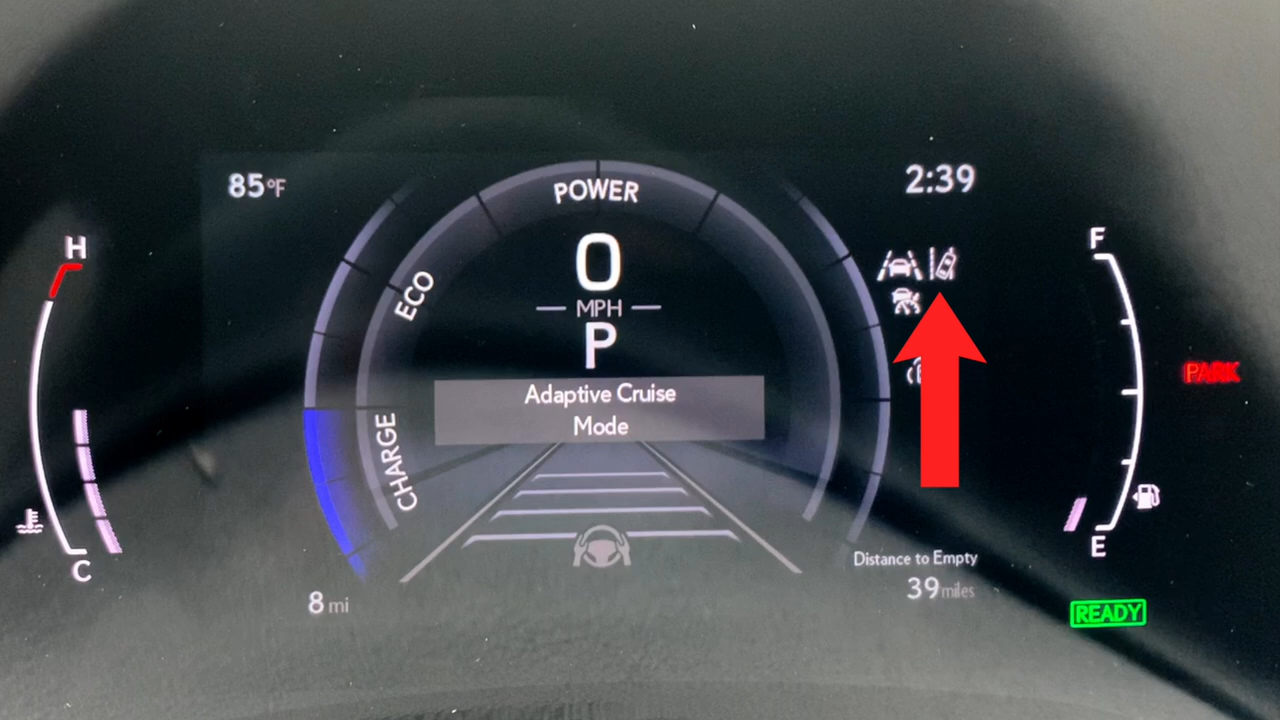 85°F
2:39
POWER
H
F
0
ECO
MPH
P
PARK
Adaptive Cruise
Mode
CHARGE
C
E
Distance to Empty
39 miles
8 mi
READY